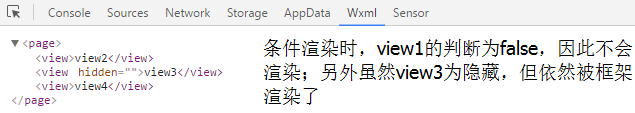 Console Sources Network Storage AppData Wxml Sensor
▼<page>
<view>view2</view>
<view hidden="">view3</view>
<view>view4</view>
</page>
条件渲染时，view1的判断为false，因此不会
渲染；另外虽然view3为隐藏，但依然被框架
渲染了